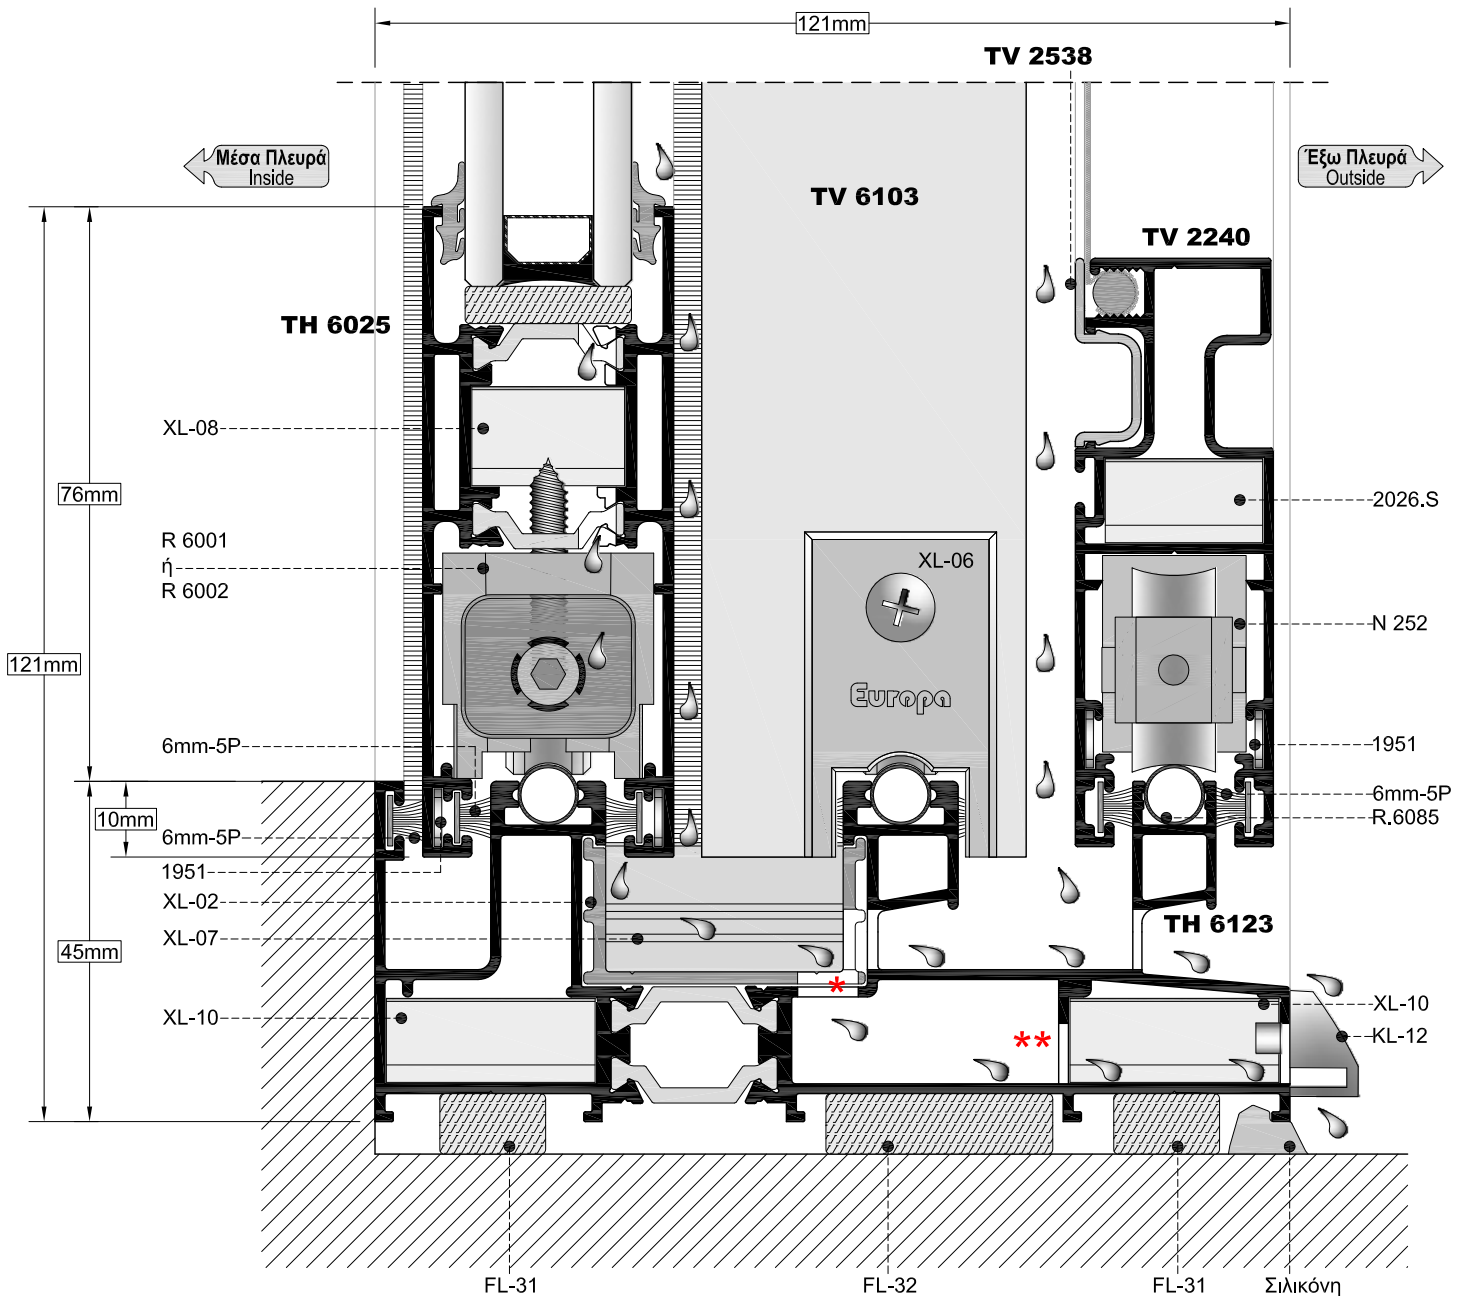 121mm
TV 2538
Μέσα Πλευρά
Inside
Έξω Πλευρά
Outside
TV 6103
TV 2240
TH 6025
XL-08
76mm
2026.S
R 6001
ή
R 6002
XL-06
N 252
121mm
Europa
6mm-5P
1951
10mm
6mm-5P
6mm-5P
R.6085
1951
XL-02
TH 6123
XL-07
45mm
*
XL-10
XL-10
**
KL-12
FL-31
FL-32
FL-31
Σιλικόνη